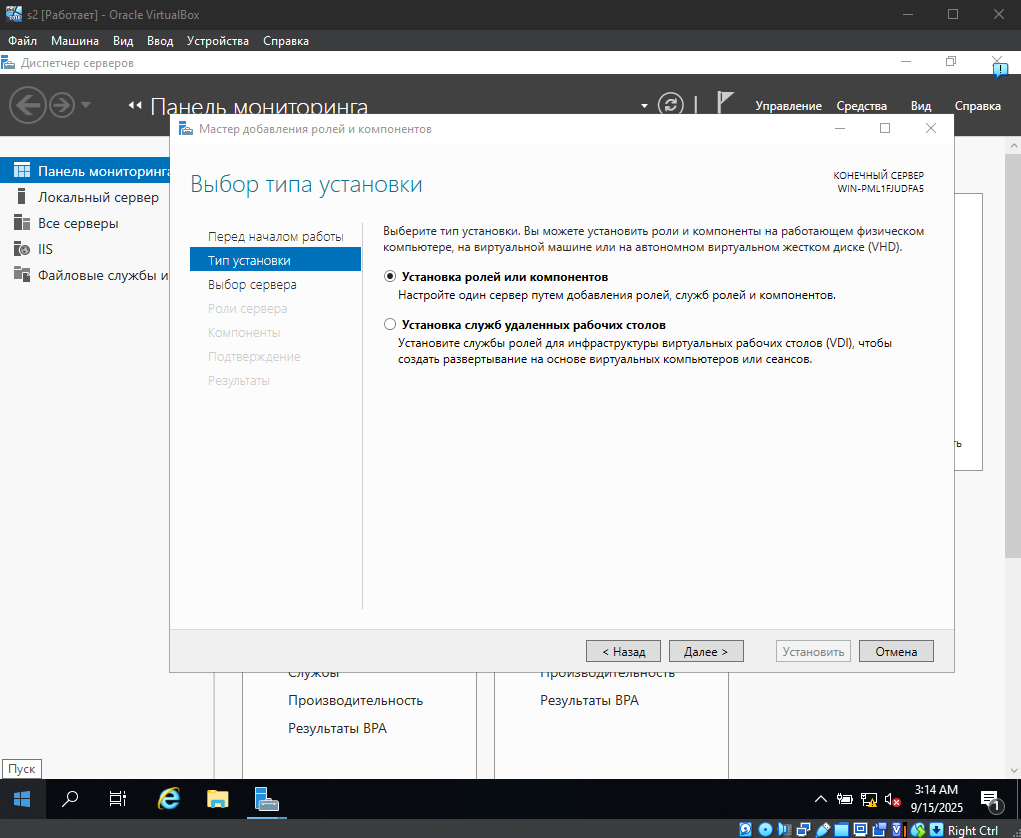 s2 [Работает] - Oracle VirtualBox
Файл Машина Вид Ввод Устройства Справка
Диспетчер серверов
Панель мониторинга
Управление Средства Вид Справка
Мастер добавления ролей и компонентов
Панель мониторинга
Локальный сервер
Все серверы
IIS
Файловые службы и
Выбор типа установки
КОНЕЧНЫЙ СЕРВЕР
WIN-PML1FJUDFA5
Перед началом работы
Тип установки
Выбор сервера
Роли сервера
Компоненты
Подтверждение
Результаты
Выберите тип установки. Вы можете установить роли и компоненты на работающем физическом
компьютере, на виртуальной машине или на автономном виртуальном жестком диске (VHD).
Установка ролей или компонентов
Настройте один сервер путем добавления ролей, служб ролей и компонентов.
Установка служб удаленных рабочих столов
Установите службы ролей для инфраструктуры виртуальных рабочих столов (VDI), чтобы
создать развертывание на основе виртуальных компьютеров или сеансов.
ть
< Назад Далее > Установить Отмена
Службы
Производительность
Результаты BPA
Производительность
Результаты BPA
Пуск
3:14 AM
9/15/2025
1
Right Ctrl